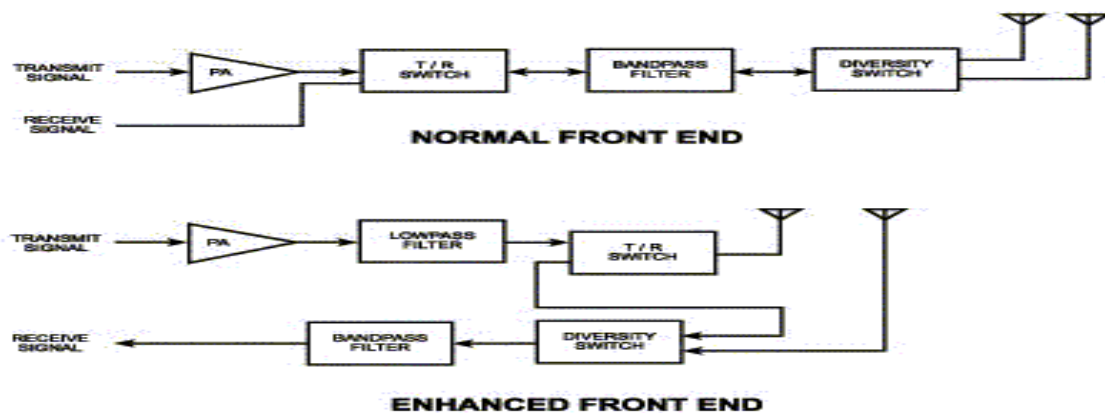 TRANSMIT
SIGNAL
PA
T / R
SWITCH
BANDPASS
FILTER
DIVERSITY
SWITCH
RECEIVE
SIGNAL
NORMAL FRONT END
TRANSMIT
SIGNAL
PA
LOWPASS
FILTER
T / R
SWITCH
RECEIVE
SIGNAL
BANDPASS
FILTER
DIVERSITY
SWITCH
ENHANCED FRONT END